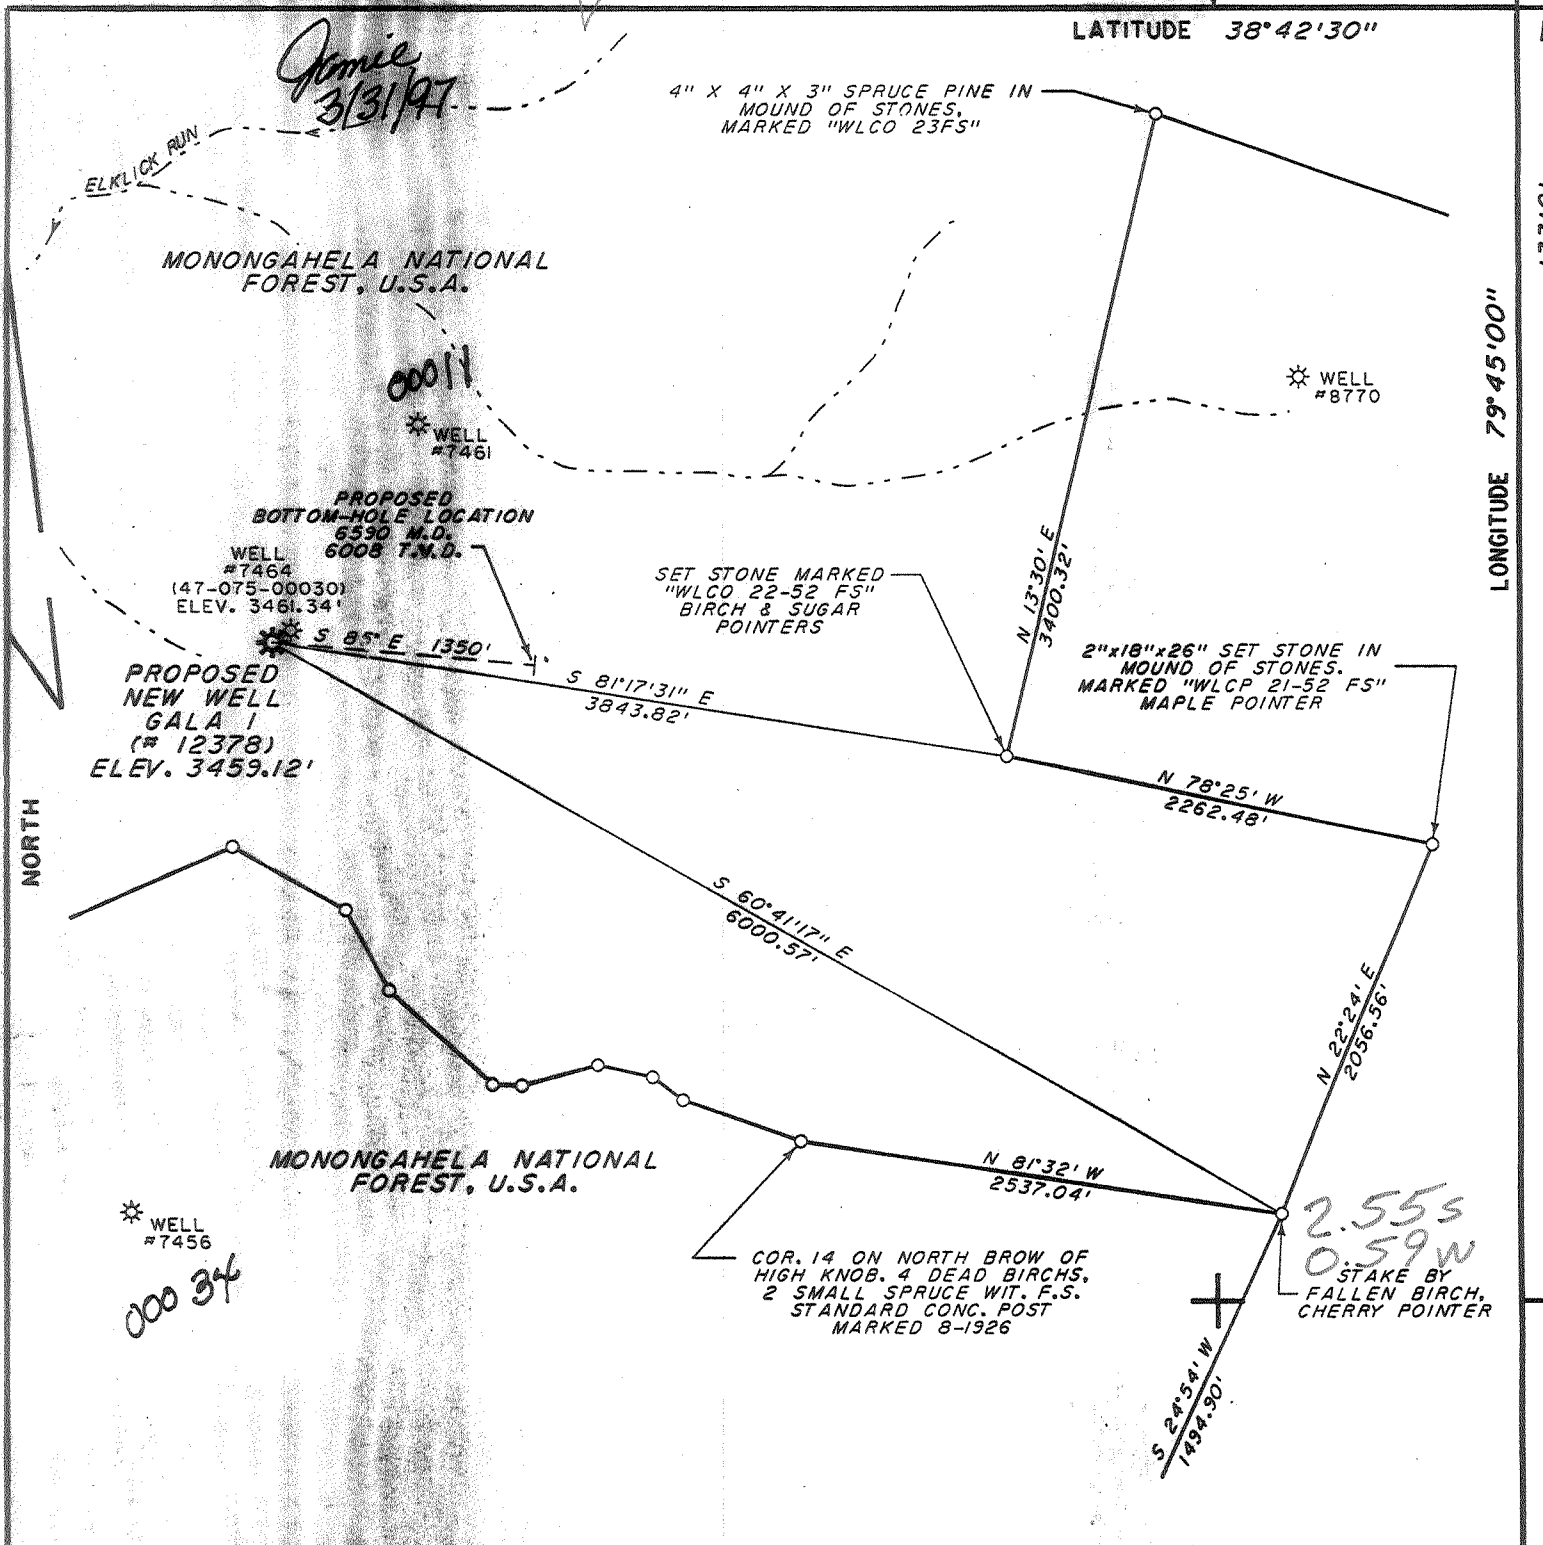 LATITUDE 38°42'30"
Jamie
3/31/97
4" X 4" X 3" SPRUCE PINE IN
MOUND OF STONES,
MARKED "WLCO 23FS"
ELKLICK RUN
MONONGAHELA NATIONAL
FOREST, U.S.A.
LONGITUDE 79°45'00"
WELL
#8770
00011
WELL
#7461
PROPOSED
BOTTOM-HOLE LOCATION
6590 M.D.
6008 T.V.D.
WELL
#7464
(47-075-00030)
ELEV. 3461.34'
S 85° E 1350'
PROPOSED
NEW WELL
GALA 1
(# 12378)
ELEV. 3459.12'
SET STONE MARKED
"WLCO 22-52 FS"
BIRCH & SUGAR
POINTERS
N 13°30' E
3400.32'
2"x18"x26" SET STONE IN
MOUND OF STONES.
MARKED "WLCP 21-52 FS"
MAPLE POINTER
S 81°17'31" E
3843.82'
N 78°25' W
2262.48'
NORTH
S 60°41'17" E
6000.57'
N 22°24' E
2056.56'
MONONGAHELA NATIONAL
FOREST, U.S.A.
N 81°32' W
2537.04'
WELL
#7456
00034
2.55s
0.59w
COR. 14 ON NORTH BROW OF
HIGH KNOB. 4 DEAD BIRCHS,
2 SMALL SPRUCE WIT. F.S.
STANDARD CONC. POST
MARKED 8-1926
STAKE BY
FALLEN BIRCH,
CHERRY POINTER
S 24°54' W
1494.90'